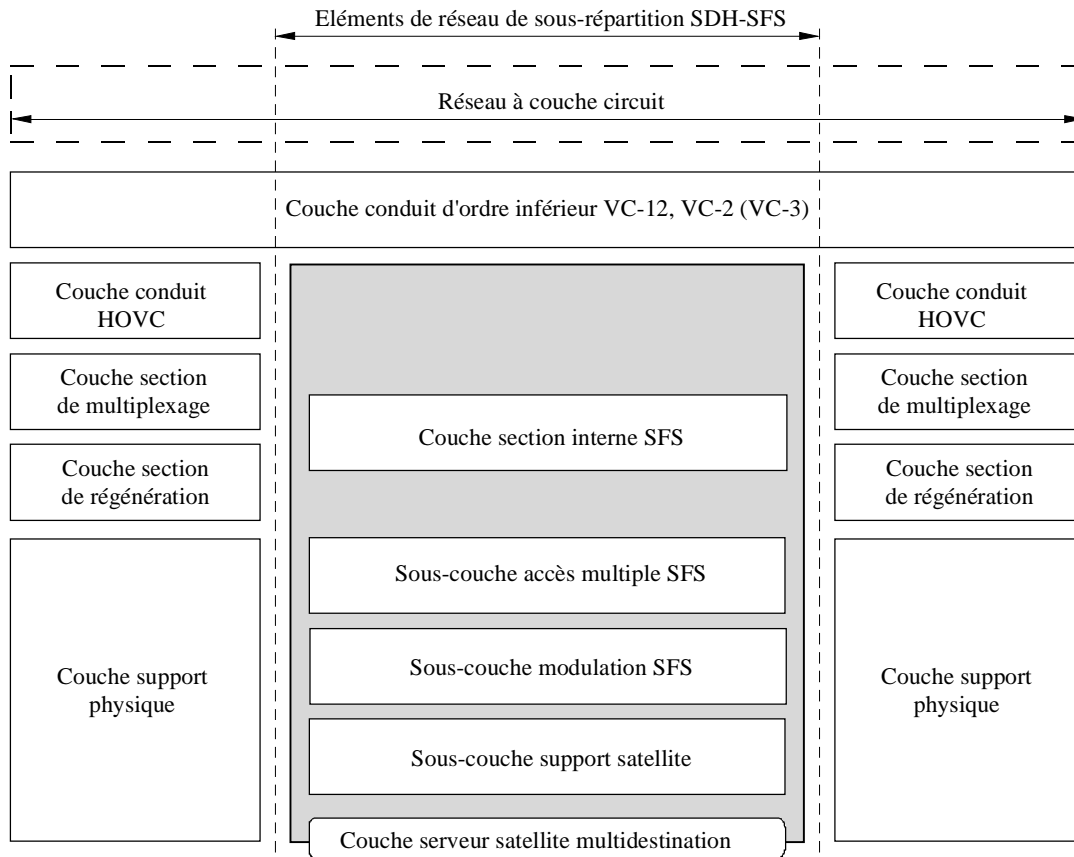 Eléments de réseau de sous-répartition SDH-SFS
Réseau à couche circuit
Couche conduit d'ordre inférieur VC-12, VC-2 (VC-3)
Couche conduit
HOVC
Couche section
de multiplexage
Couche section
de régénération
Couche support
physique
Couche section interne SFS
Sous-couche accès multiple SFS
Sous-couche modulation SFS
Sous-couche support satellite
Couche serveur satellite multidestination
Couche conduit
HOVC
Couche section
de multiplexage
Couche section
de régénération
Couche support
physique